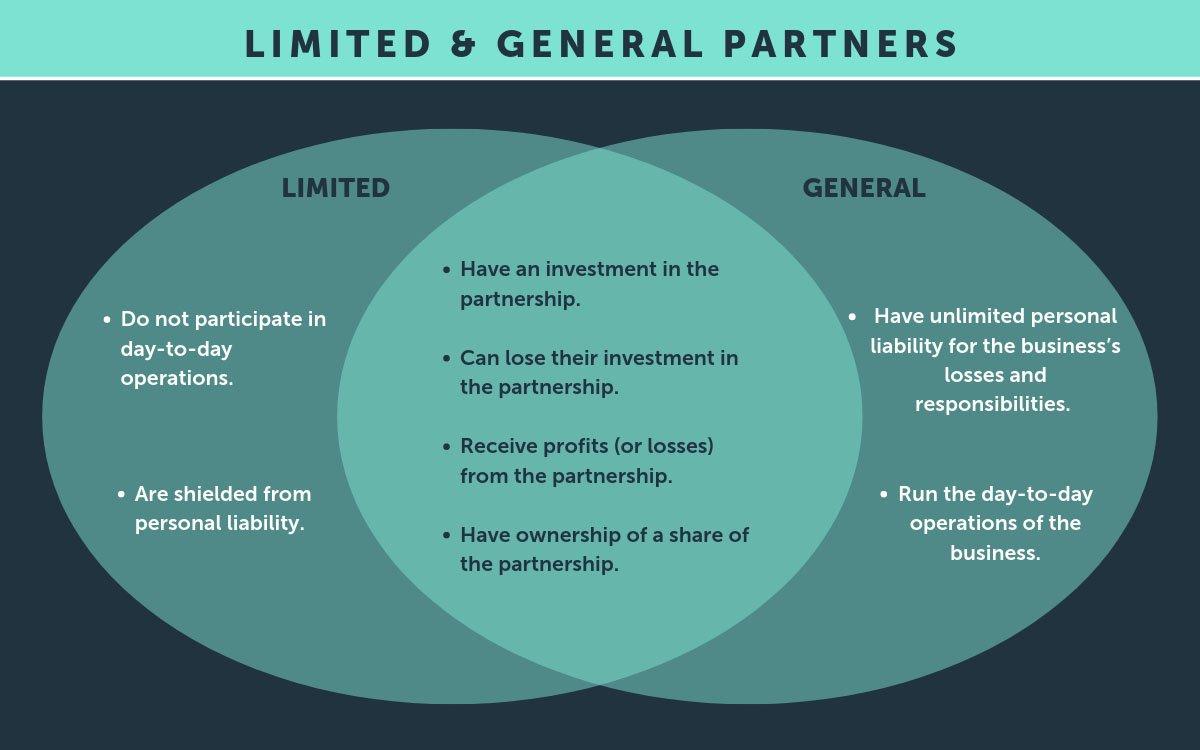 LIMITED & GENERAL PARTNERS
LIMITED
• Do not participate in
day-to-day
operations.
• Are shielded from
personal liability.
• Have an investment in the
partnership.
• Can lose their investment in
the partnership.
• Receive profits (or losses)
from the partnership.
• Have ownership of a share of
the partnership.
GENERAL
• Have unlimited personal
liability for the business’s
losses and
responsibilities.
• Run the day-to-day
operations of the
business.